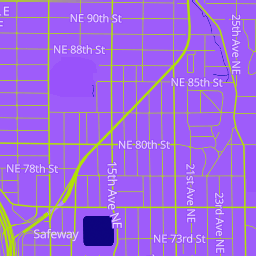 LE
E
NE 90th St
25th Ave NE
NE 88th St
NE 85th St
NE 80th St
NE 78th St
15th Ave NE
21st Ave NE
23rd Ave NE
Safeway
NE 73rd St